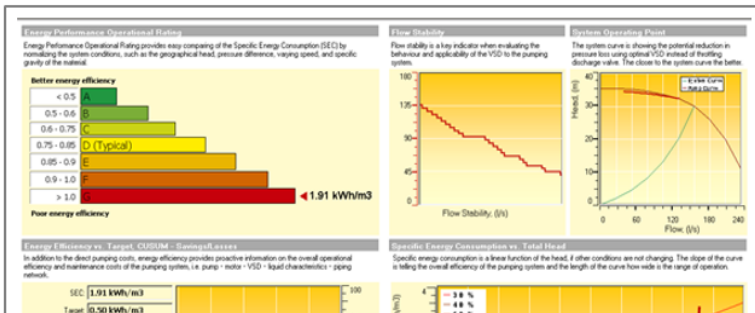 Energy Performance Operational Rating
Energy Performance Operational Rating provides easy comparing of the Specific Energy Consumption (SEC) by
normalizing the system conditions, such as the geographical head, pressure difference, varying speed, and specific
gravity of the material.
Better energy efficiency
< 0.5 A
0.5 - 0.6 B
0.6 - 0.75 C
0.75 - 0.85 D (Typical)
0.85 - 0.9 E
0.9 - 1.0 F
> 1.0 G
1.91 kWh/m3
Poor energy efficiency
Flow Stability
Flow stability is a key indicator when evaluating the
behaviour and applicability of the VSD to the pumping
system.
180
135
90
45
0
Flow Stability, (l/s)
System Operating Point
The system curve is showing the potential reduction in
pressure loss using optimal VSD instead of throttling
discharge valve. The closer to the system curve the better.
Head, (m)
40
30
20
10
0
System Curve
Pump Curve
0 60 120 180 240
Flow, (l/s)
Energy Efficiency vs. Target, CUSUM - Savings/Losses
In addition to the direct pumping costs, energy efficiency provides proactive information on the overall operational
efficiency and maintenance costs of the pumping system, i.e. pump - motor - VSD - liquid characteristics - piping
network.
SEC: 1.91 kWh/m3
Target 0.50 kWh/m3
100
Specific Energy Consumption vs. Total Head
Specific energy consumption is a linear function of the head, if other conditions are not changing. The slope of the curve
is telling the overall efficiency of the pumping system and the length of the curve how wide is the range of operation.
4
30 %
40 %